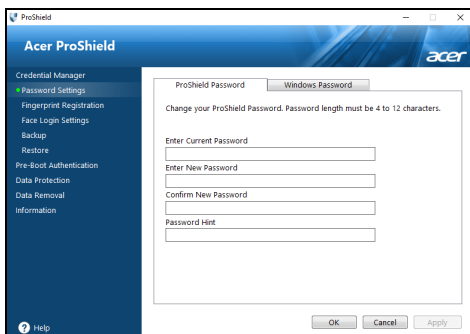 ProShield
Acer ProShield
acer
Credential Manager
Password Settings
Fingerprint Registration
Face Login Settings
Backup
Restore
Pre-Boot Authentication
Data Protection
Data Removal
Information
Help
ProShield Password
Windows Password
Change your ProShield Password. Password length must be 4 to 12 characters.
Enter Current Password
Enter New Password
Confirm New Password
Password Hint
OK
Cancel
Apply